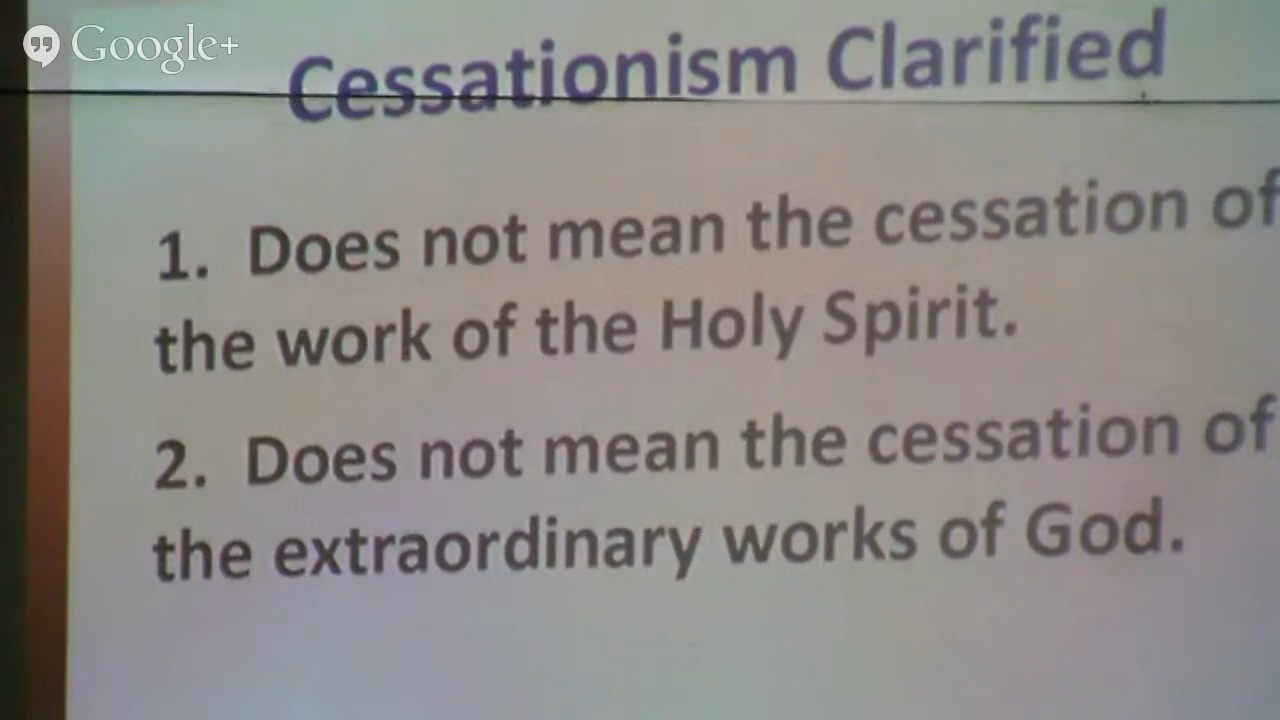 Google+
Cessationism Clarified
1. Does not mean the cessation of
the work of the Holy Spirit.
2. Does not mean the cessation of
the extraordinary works of God.